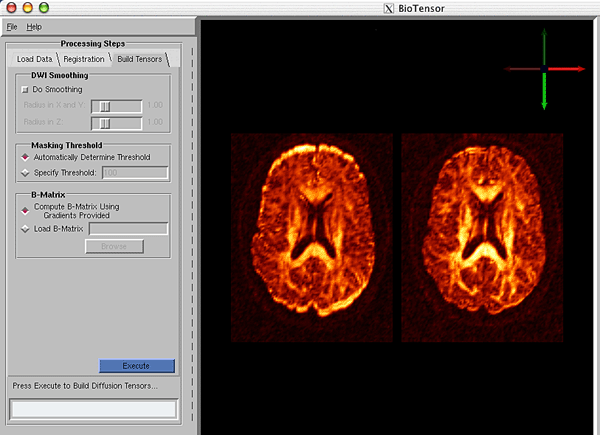 BioTensor
File Help
Processing Steps
Load Data Registration Build Tensors
DWI Smoothing
Do Smoothing
Radius in X and Y: 1.00
Radius in Z: 1.00
Masking Threshold
Automatically Determine Threshold
Specify Threshold: 100
B-Matrix
Compute B-Matrix Using
Gradients Provided
Load B-Matrix
Browse
Execute
Press Execute to Build Diffusion Tensors...